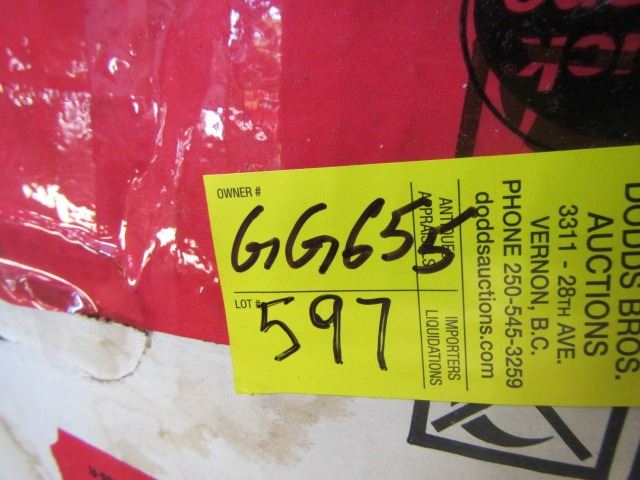 OWNER #
GG655
LOT #
597
ANTIQUES
APPRAISALS
IMPORTERS
LIQUIDATIONS
DODDS BROS.
AUCTIONS
3311 - 28TH AVE.
VERNON, B.C.
PHONE 250-545-3259
doddsauctions.com